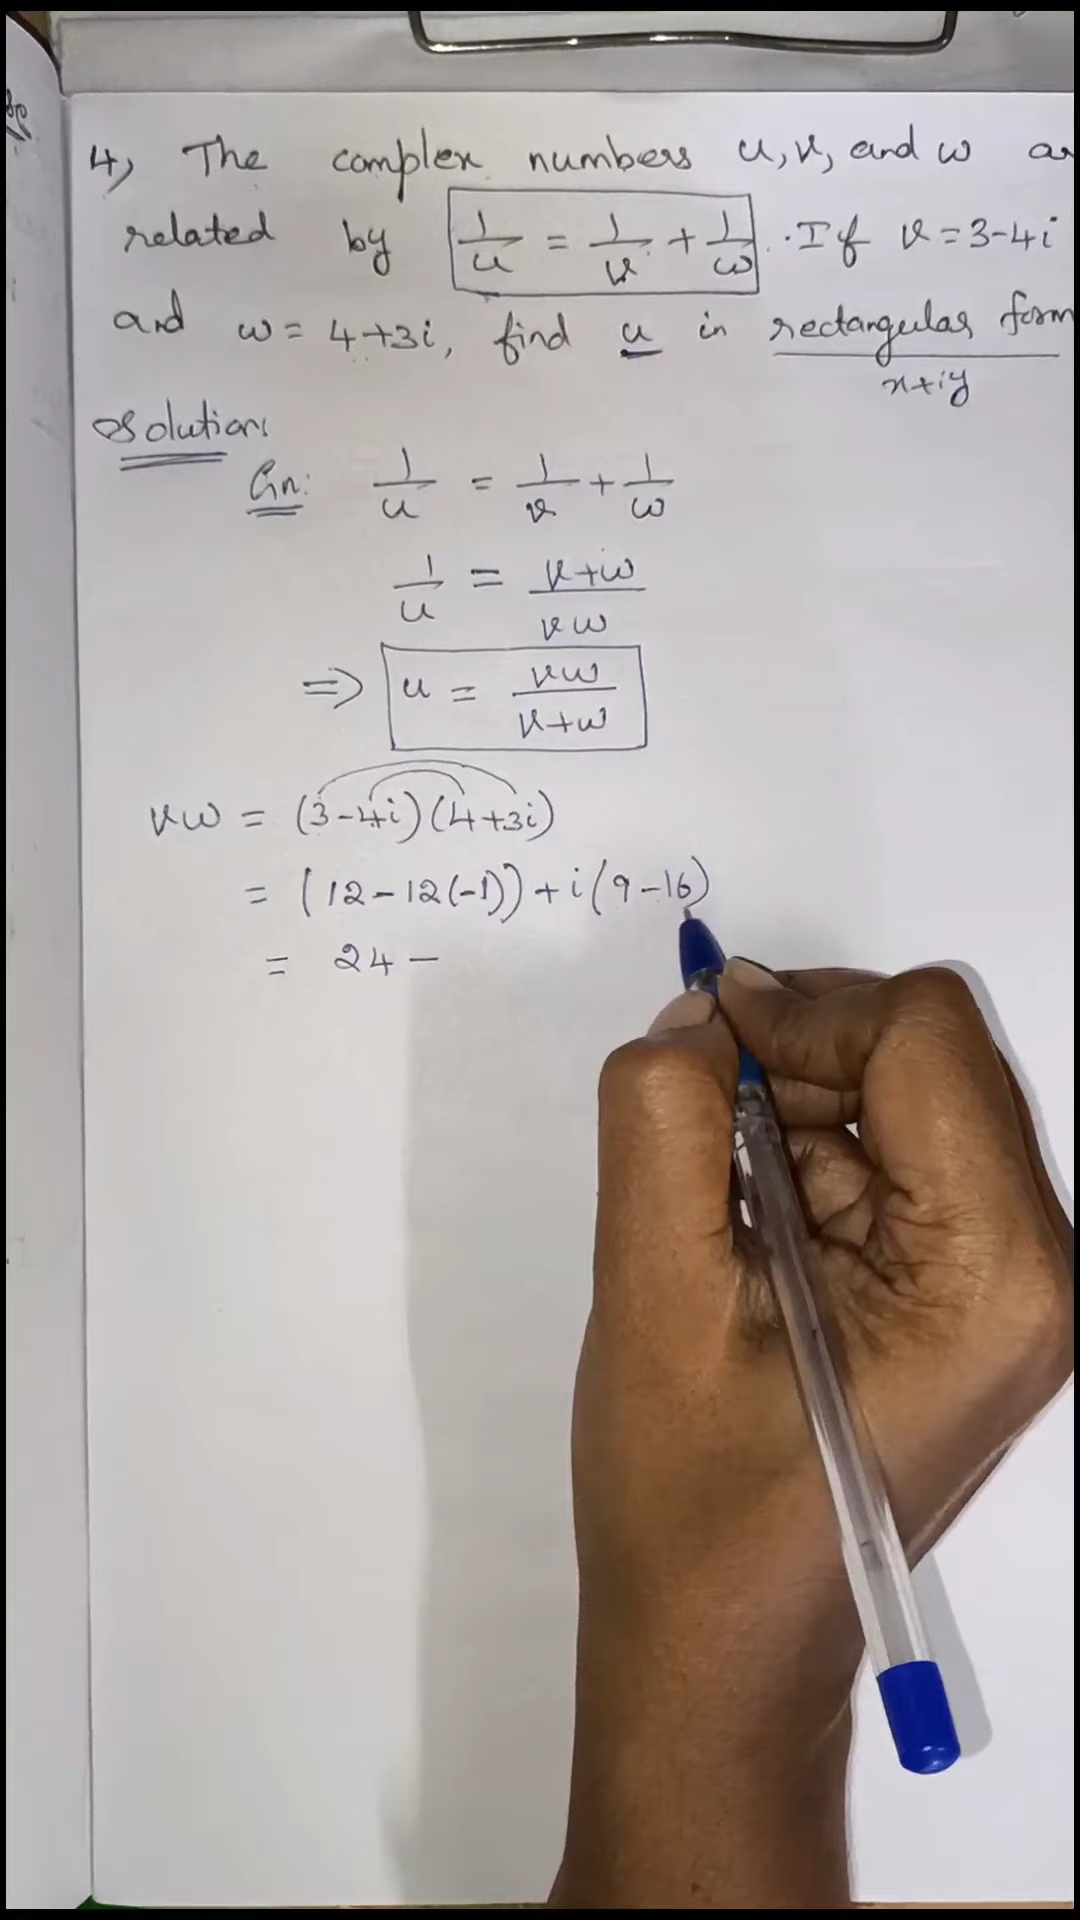 4) The complex numbers u, v, and w
related by 1/u = 1/v + 1/w . If v = 3-4i
and w = 4+3i, find u in rectangular form
x+iy
Solution:
Gn: 1/u = 1/v + 1/w
1/u = v+w/vw
⇒ u = vw/v+w
vw = (3-4i)(4+3i)
= (12-12(-1)) + i(9-16)
= 24 -